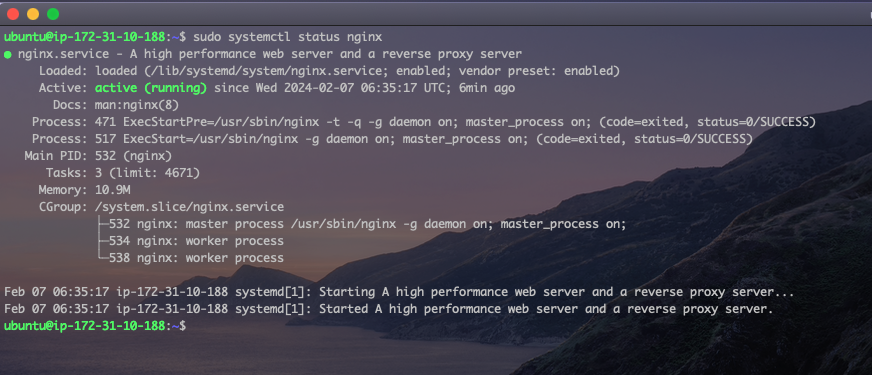 ubuntu@ip-172-31-10-188:~$ sudo systemctl status nginx
● nginx.service - A high performance web server and a reverse proxy server
     Loaded: loaded (/lib/systemd/system/nginx.service; enabled; vendor preset: enabled)
     Active: active (running) since Wed 2024-02-07 06:35:17 UTC; 6min ago
       Docs: man:nginx(8)
    Process: 471 ExecStartPre=/usr/sbin/nginx -t -q -g daemon on; master_process on; (code=exited, status=0/SUCCESS)
    Process: 517 ExecStart=/usr/sbin/nginx -g daemon on; master_process on; (code=exited, status=0/SUCCESS)
   Main PID: 532 (nginx)
      Tasks: 3 (limit: 4671)
     Memory: 10.9M
     CGroup: /system.slice/nginx.service
             ├─532 nginx: master process /usr/sbin/nginx -g daemon on; master_process on;
             ├─534 nginx: worker process
             └─538 nginx: worker process
Feb 07 06:35:17 ip-172-31-10-188 systemd[1]: Starting A high performance web server and a reverse proxy server...
Feb 07 06:35:17 ip-172-31-10-188 systemd[1]: Started A high performance web server and a reverse proxy server.
ubuntu@ip-172-31-10-188:~$